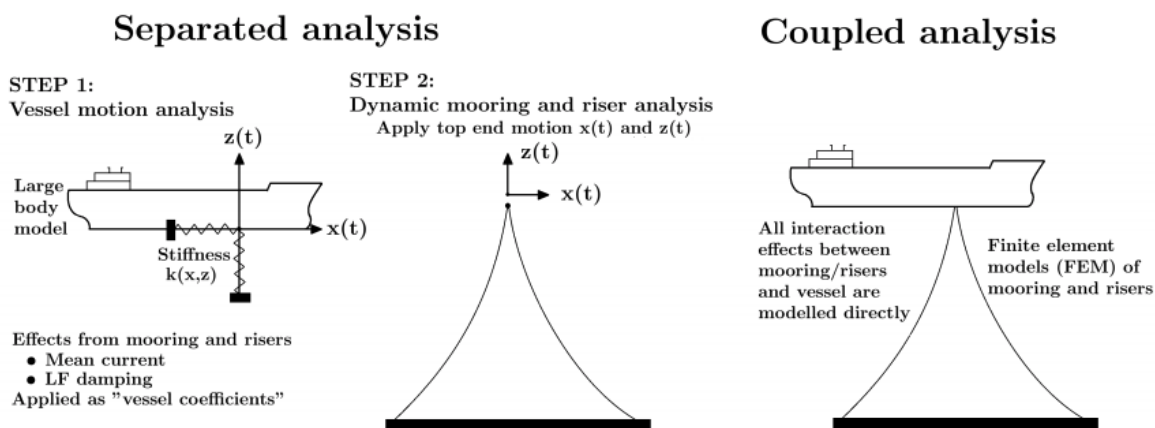 Separated analysis
STEP 1:
Vessel motion analysis
z(t)
Large
body
model
x(t)
Stiffness
k(x,z)
Effects from mooring and risers
• Mean current
• LF damping
Applied as "vessel coefficients"
STEP 2:
Dynamic mooring and riser analysis
Apply top end motion x(t) and z(t)
z(t)
x(t)
Coupled analysis
All interaction
effects between
mooring/risers
and vessel are
modelled directly
Finite element
models (FEM) of
mooring and risers